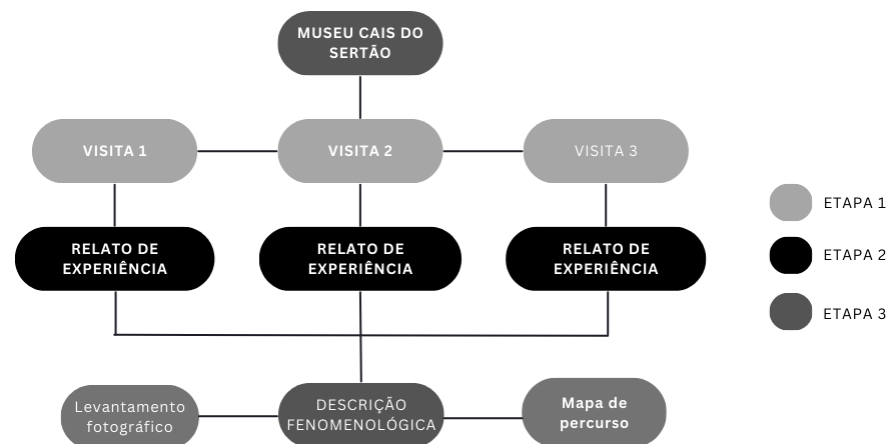 MUSEU CAIS DO
SERTÃO
VISITA 1
VISITA 2
VISITA 3
RELATO DE
EXPERIÊNCIA
RELATO DE
EXPERIÊNCIA
RELATO DE
EXPERIÊNCIA
Levantamento
fotográfico
DESCRIÇÃO
FENOMENOLÓGICA
Mapa de
percurso
ETAPA 1
ETAPA 2
ETAPA 3